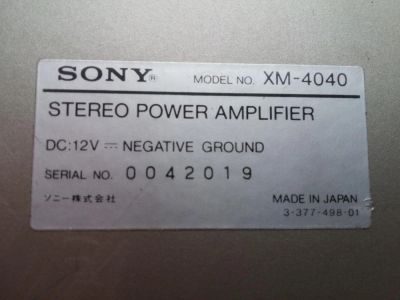 SONY® MODEL NO. XM-4040
STEREO POWER AMPLIFIER
DC:12V ⎓ NEGATIVE GROUND
SERIAL NO. 0042019
ソニー株式会社 MADE IN JAPAN
3-377-498-01